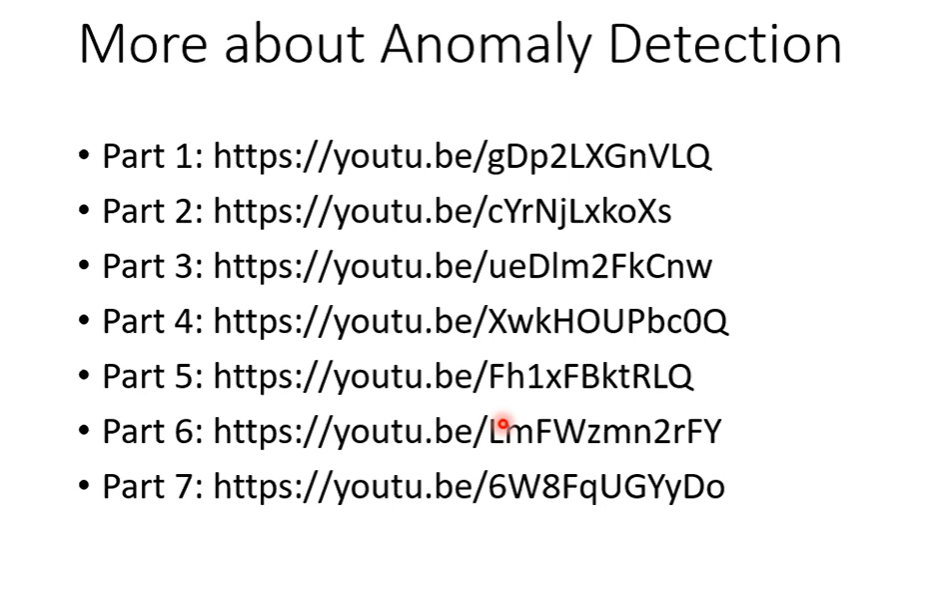 More about Anomaly Detection
• Part 1: https://youtu.be/gDp2LXGnVLQ
• Part 2: https://youtu.be/cYrNjLxkoXs
• Part 3: https://youtu.be/ueDlm2FkCnw
• Part 4: https://youtu.be/XwkHOUPbc0Q
• Part 5: https://youtu.be/Fh1xFBktRLQ
• Part 6: https://youtu.be/LmFWzmn2rFY
• Part 7: https://youtu.be/6W8FqUGYyDo